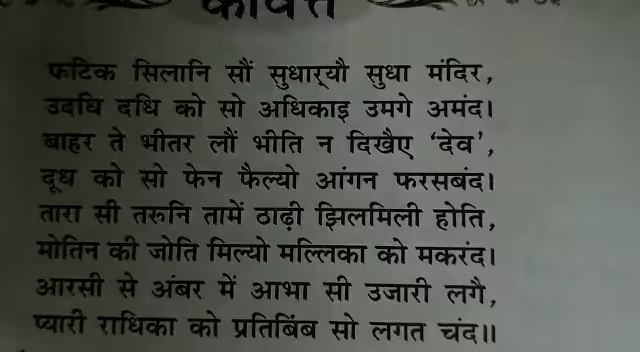 कवित्त
फटिक सिलानि सौं सुधार्‌यौ सुधा मंदिर,
उदधि दधि को सो अधिकाइ उमगे अमंद।
बाहर ते भीतर लौं भीति न दिखैए ‘देव’,
दूध को सो फेन फैल्यो आंगन फरसबंद।
तारा सी तरुनि तामें ठाढ़ी झिलमिली होति,
मोतिन की जोति मिल्यो मल्लिका को मकरंद।
आरसी से अंबर में आभा सी उजारी लगै,
प्यारी राधिका को प्रतिबिंब सो लगत चंद॥